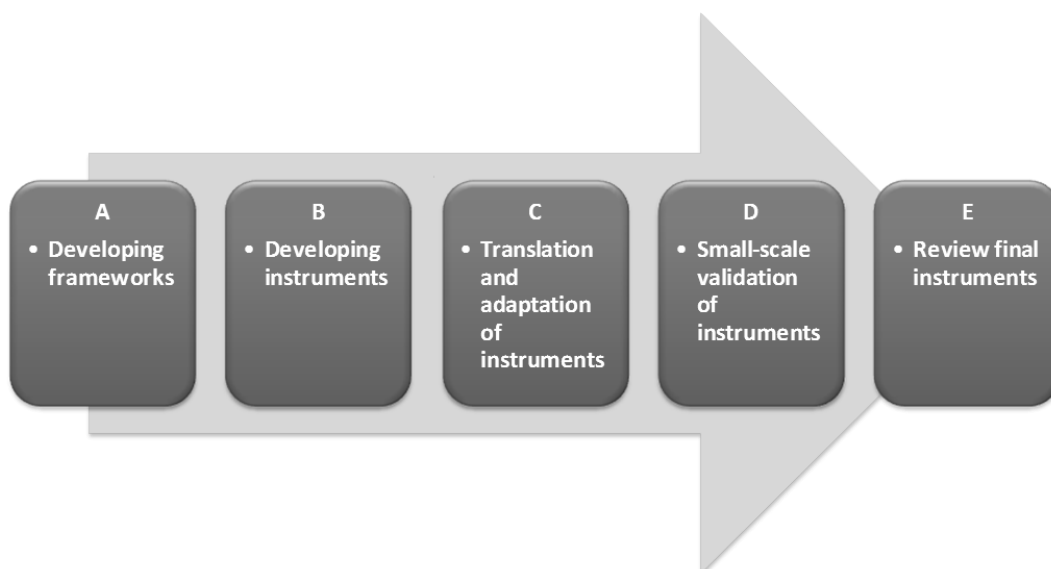 A
• Developing
frameworks
B
• Developing
instruments
C
• Translation
and
adaptation
of
instruments
D
• Small-scale
validation
of
instruments
E
• Review final
instruments